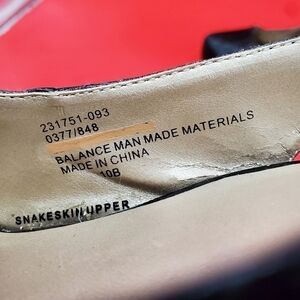 231751-093
0377/848
BALANCE MAN MADE MATERIALS
MADE IN CHINA
10B
SNAKESKIN UPPER